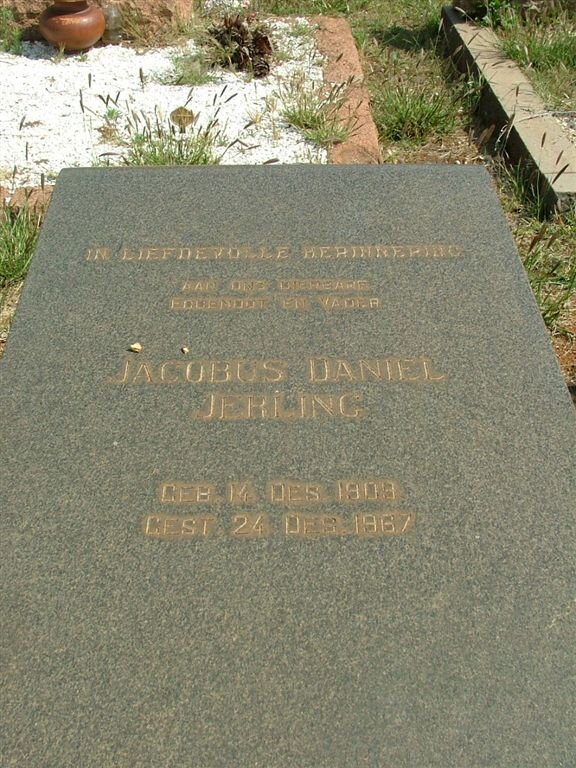 IN LIEFDEVOLLE HERINNERING
AAN ONS DIERBARE
EGGENOOT EN VADER
JACOBUS DANIEL
JERLING
GEB. 14 DES. 1909
GEST. 24 DES. 1967